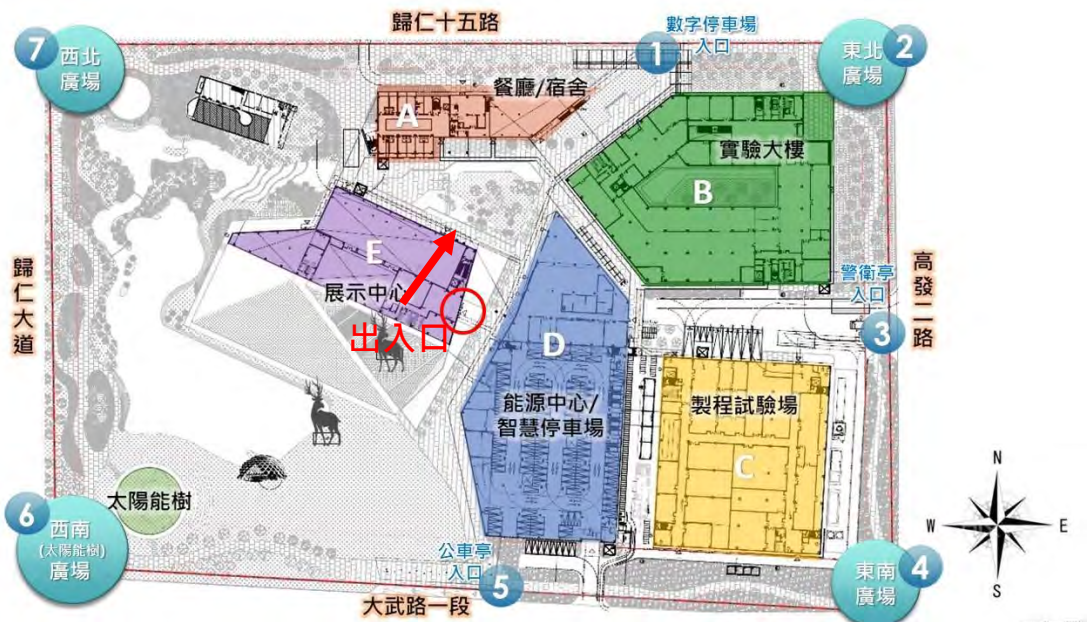 歸仁十五路
7
西北
廣場
1
數字停車場
入口
東北
廣場
2
A
餐廳/宿舍
實驗大樓
B
E
展示中心
出入口
歸仁大道
警衛亭
入口
3
高發二路
D
能源中心/
智慧停車場
製程試驗場
C
太陽能樹
6
西南
(太陽能樹)
廣場
公車亭
入口
5
大武路一段
東南
廣場
4
N
W
E
S